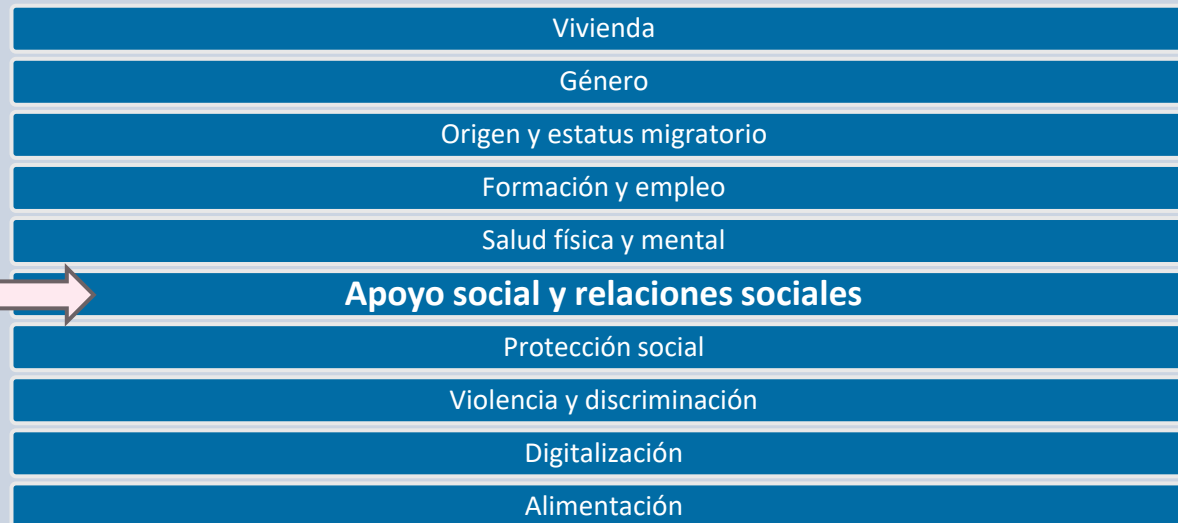 Vivienda
Género
Origen y estatus migratorio
Formación y empleo
Salud física y mental
Apoyo social y relaciones sociales
Protección social
Violencia y discriminación
Digitalización
Alimentación